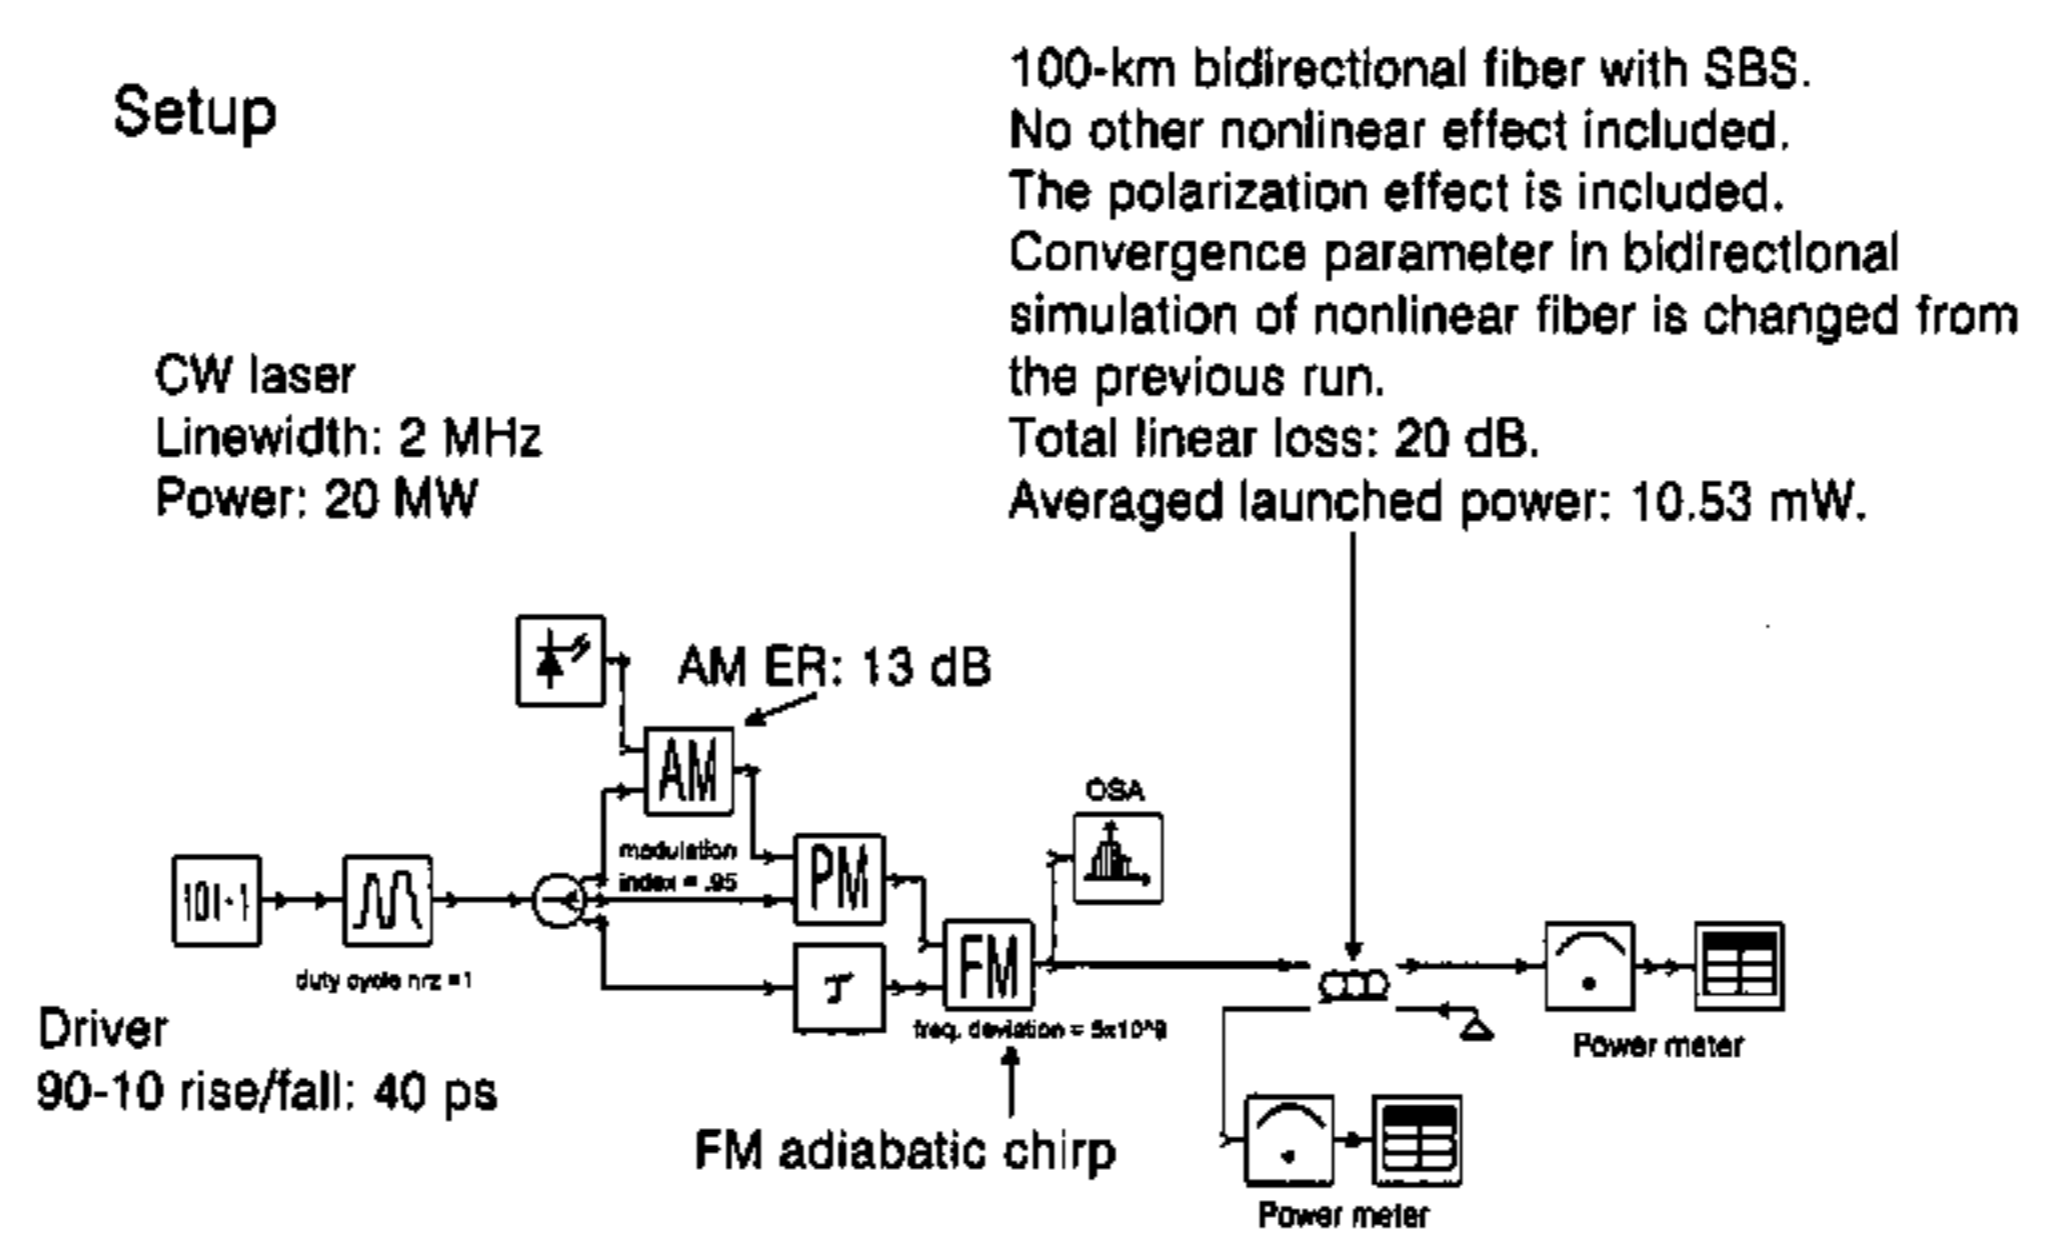 Setup
100-km bidirectional fiber with SBS.
No other nonlinear effect included.
The polarization effect is included.
Convergence parameter in bidirectional
simulation of nonlinear fiber is changed from
the previous run.
Total linear loss: 20 dB.
Averaged launched power: 10.53 mW.
CW laser
Linewidth: 2 MHz
Power: 20 MW
AM ER: 13 dB
AM
OSA
modulation
index = .95
PM
101-1
FM
τ
duty cycle nrz =1
freq. deviation = 5x10^9
Driver
90-10 rise/fall: 40 ps
Power meter
FM adiabatic chirp
Power meter